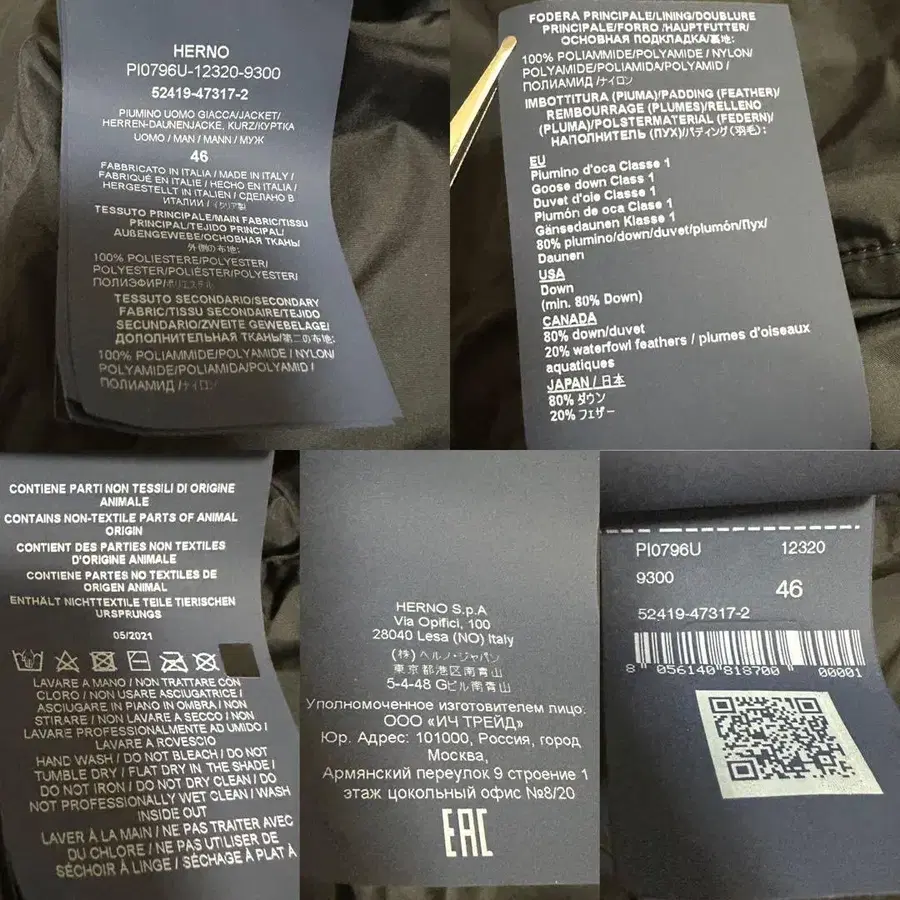 HERNO
PI0796U-12320-9300
52419-47317-2
PIUMINO UOMO GIACCA/JACKET/
HERREN-DAUNENJACKE, KURZ/КУРТКА
UOMO / MAN / MANN / МУЖ
46
FABBRICATO IN ITALIA / MADE IN ITALY /
FABRIQUÉ EN ITALIE / HECHO EN ITALIA /
HERGESTELLT IN ITALIEN / СДЕЛАНО В
ИТАЛИИ / イタリア製
TESSUTO PRINCIPALE/MAIN FABRIC/TISSU
PRINCIPAL/TEJIDO PRINCIPAL/
AUßENGEWEBE/ОСНОВНАЯ ТКАНЬ/
外側の布地:
100% POLIESTERE/POLYESTER/
POLYESTER/POLIÉSTER/POLYESTER/
ПОЛИЭФИР/ポリエステル
TESSUTO SECONDARIO/SECONDARY
FABRIC/TISSU SECONDAIRE/TEJIDO
SECUNDARIO/ZWEITE GEWEBELAGE/
ДОПОЛНИТЕЛЬНАЯ ТКАНЬ/第二の布地:
100% POLIAMMIDE/POLYAMIDE / NYLON/
POLYAMIDE/POLIAMIDA/POLYAMID /
ПОЛИАМИД /ナイロン
FODERA PRINCIPALE/LINING/DOUBLURE
PRINCIPALE/FORRO /HAUPTFUTTER/
ОСНОВНАЯ ПОДКЛАДКА/裏地:
100% POLIAMMIDE/POLYAMIDE / NYLON/
POLYAMIDE/POLIAMIDA/POLYAMID /
ПОЛИАМИД /ナイロン
IMBOTTITURA (PIUMA)/PADDING (FEATHER)/
REMBOURRAGE (PLUMES)/RELLENO
(PLUMA)/POLSTERMATERIAL (FEDERN)/
НАПОЛНИТЕЛЬ (ПУХ)/パディング(羽毛):
EU
Piumino d'oca Classe 1
Goose down Class 1
Duvet d'oie Classe 1
Plumón de oca Clase 1
Gänsedaunen Klasse 1
80% piumino/down/duvet/plumón/Пух/
Daunen
USA
Down
(min. 80% Down)
CANADA
80% down/duvet
20% waterfowl feathers / plumes d'oiseaux
aquatiques
JAPAN / 日本
80% ダウン
20% フェザー
CONTIENE PARTI NON TESSILI DI ORIGINE
ANIMALE
CONTAINS NON-TEXTILE PARTS OF ANIMAL
ORIGIN
CONTIENT DES PARTIES NON TEXTILES
D'ORIGINE ANIMALE
CONTIENE PARTES NO TEXTILES DE
ORIGEN ANIMAL
ENTHÄLT NICHTTEXTILE TEILE TIERISCHEN
URSPRUNGS
05/2021
LAVARE A MANO / NON TRATTARE CON
CLORO / NON USARE ASCIUGATRICE /
ASCIUGARE IN PIANO IN OMBRA / NON
STIRARE / NON LAVARE A SECCO / NON
LAVARE PROFESSIONALMENTE AD UMIDO /
LAVARE A ROVESCIO
HAND WASH / DO NOT BLEACH / DO NOT
TUMBLE DRY / FLAT DRY IN THE SHADE /
DO NOT IRON / DO NOT DRY CLEAN / DO
NOT PROFESSIONALLY WET CLEAN / WASH
INSIDE OUT
LAVER À LA MAIN / NE PAS TRAITER AVEC
DU CHLORE / NE PAS UTILISER DE
SÉCHOIR À LINGE / SÉCHAGE À PLAT À
HERNO S.p.A
Via Opifici, 100
28040 Lesa (NO) Italy
(株)ヘルノ・ジャパン
東京都港区南青山
5-4-48 Gビル南青山
Уполномоченное изготовителем лицо:
ООО «ИЧ ТРЕЙД»
Юр. Адрес: 101000, Россия, город
Москва,
Армянский переулок 9 строение 1
этаж цокольный офис №8/20
EAC
PI0796U 12320
9300 46
52419-47317-2
8 056140 818700 00001